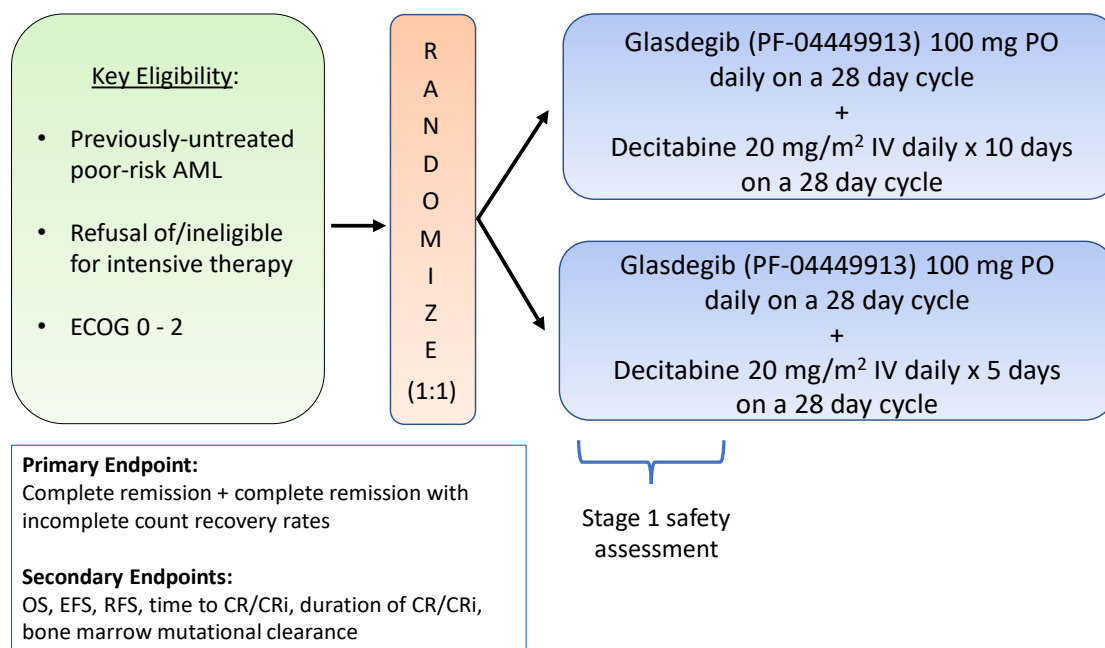 Key Eligibility:
• Previously-untreated
poor-risk AML
• Refusal of/ineligible
for intensive therapy
• ECOG 0 - 2
R
A
N
D
O
M
I
Z
E
(1:1)
Glasdegib (PF-04449913) 100 mg PO
daily on a 28 day cycle
+
Decitabine 20 mg/m² IV daily x 10 days
on a 28 day cycle
Glasdegib (PF-04449913) 100 mg PO
daily on a 28 day cycle
+
Decitabine 20 mg/m² IV daily x 5 days
on a 28 day cycle
Stage 1 safety
assessment
Primary Endpoint:
Complete remission + complete remission with
incomplete count recovery rates
Secondary Endpoints:
OS, EFS, RFS, time to CR/CRi, duration of CR/CRi,
bone marrow mutational clearance